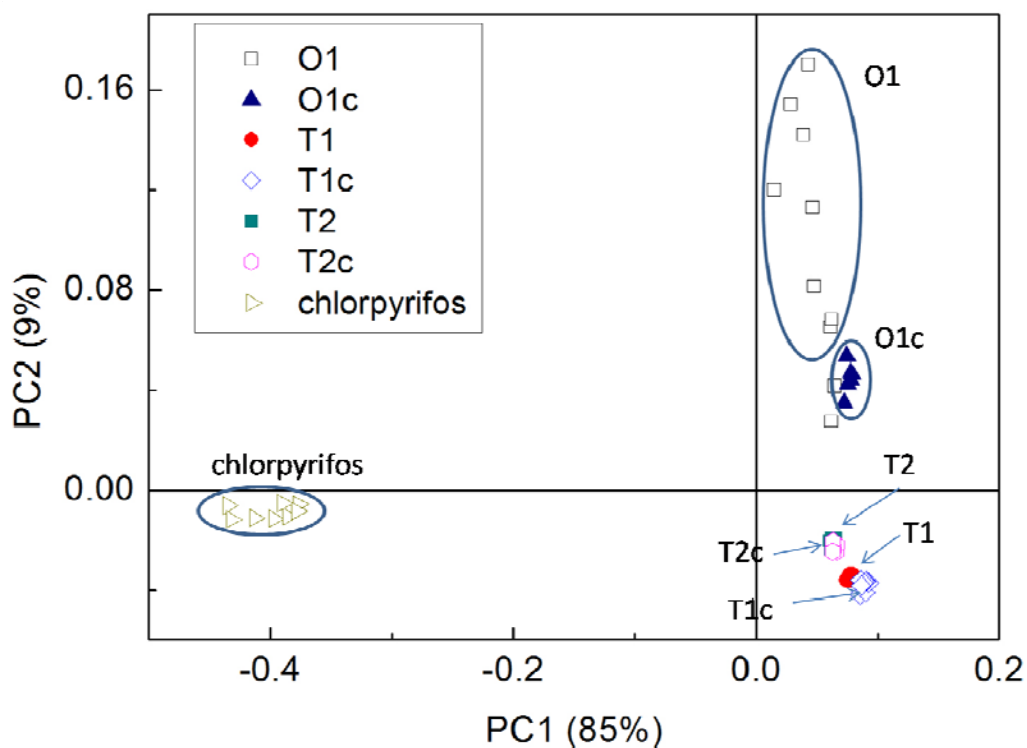 O1
O1c
T1
T1c
T2
T2c
chlorpyrifos
O1
O1c
chlorpyrifos
T2
T2c
T1
T1c
0.16
0.08
0.00
PC2 (9%)
-0.4
-0.2
0.0
0.2
PC1 (85%)